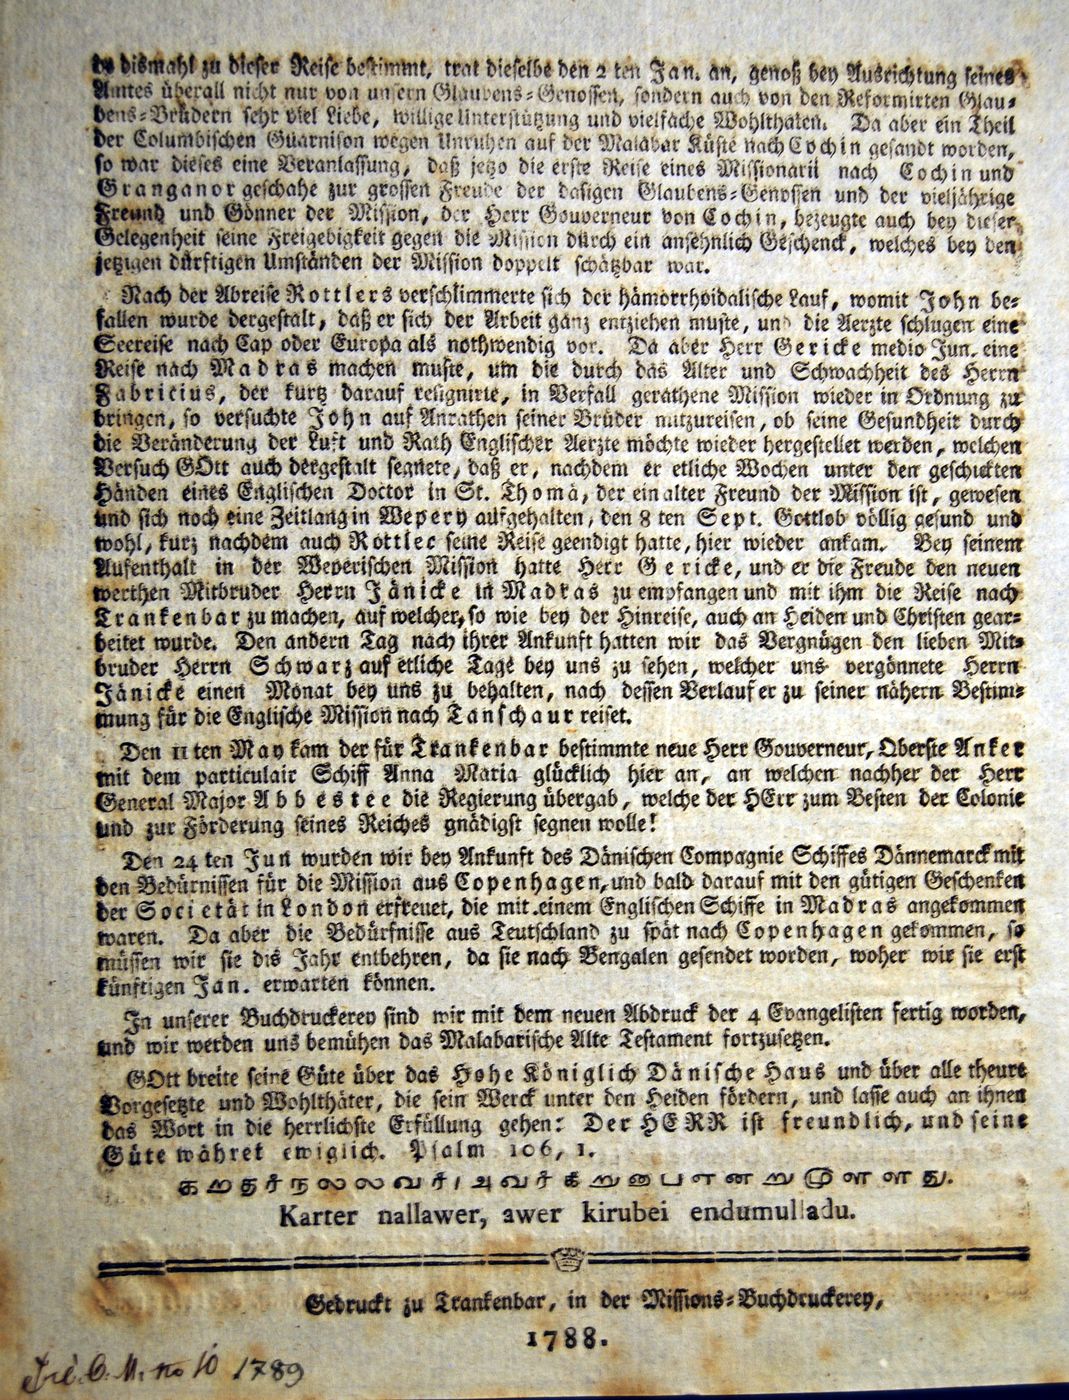 dismahl zu dieser Reise bestimmt, trat dieselbe den 2 ten Jan. an, genoß bey Ausrichtung seines
Amtes überall nicht nur von unsern Glaubens-Genossen, sondern auch von den Reformirten Glau-
bens-Brüdern sehr viel Liebe, willige Unterstützung und vielfache Wohlthaten. Da aber ein Theil
der Columbischen Guarnison wegen Unruhen auf der Malabar Küste nach Cochin gesandt worden,
so war dieses eine Veranlassung, daß jetzo die erste Reise eines Missionarii nach Cochin und
Granganor geschahe zur grossen Freude der dasigen Glaubens-Genossen und der vieljährige
Freund und Gönner der Mission, der Herr Gouverneur von Cochin, bezeugte auch bey dieser
Gelegenheit seine Freigebigkeit gegen die Mission durch ein ansehnlich Geschenck, welches bey den
jetzigen dürftigen Umständen der Mission doppelt schätzbar war.
Nach der Abreise Rottlers verschlimmerte sich der hämorrhoidalische Lauf, womit John be-
fallen wurde dergestalt, daß er sich der Arbeit ganz entziehen muste, und die Aerzte schlugen eine
Seereise nach Cap oder Europa als nothwendig vor. Da aber Herr Gericke medio Jun. eine
Reise nach Madras machen muste, um die durch das Alter und Schwachheit des Herrn
Fabricius, der kurtz darauf resignirte, in Verfall gerathene Mission wieder in Ordnung zu
bringen, so versuchte John auf Anrathen seiner Brüder mitzureisen, ob seine Gesundheit durch
die Veränderung der Luft und Rath Englischer Aerzte möchte wieder hergestellet werden, welchen
Versuch GOtt auch dergestalt segnete, daß er, nachdem er etliche Wochen unter den geschickten
Händen eines Englischen Doctor in St. Thomä, der ein alter Freund der Mission ist, gewesen
und sich noch eine Zeitlang in Wepery aufgehalten, den 8 ten Sept. Gottlob völlig gesund und
wohl, kurz nachdem auch Rottler seine Reise geendigt hatte, hier wieder ankam. Bey seinem
Aufenthalt in der Weperischen Mission hatte Herr Gericke, und er die Freude den neuen
werthen Mitbruder Herrn Jänicke in Madras zu empfangen und mit ihm die Reise nach
Trankenbar zu machen, auf welcher, so wie bey der Hinreise, auch an Heiden und Christen gear-
beitet wurde. Den andern Tag nach ihrer Ankunft hatten wir das Vergnügen den lieben Mit-
bruder Herrn Schwarz auf etliche Tage bey uns zu sehen, welcher uns vergönnete Herrn
Jänicke einen Monat bey uns zu behalten, nach dessen Verlauf er zu seiner nähern Bestim-
mung für die Englische Mission nach Tanschaur reiset.
Den 11 ten May kam der für Trankenbar bestimmte neue Herr Gouverneur, Oberste Anker
mit dem particulair Schiff Anna Maria glücklich hier an, an welchen nachher der Herr
General Major Abbestee die Regierung übergab, welche der HErr zum Besten der Colonie
und zur Förderung seines Reiches gnädigst segnen wolle!
Den 24 ten Jun wurden wir bey Ankunft des Dänischen Compagnie Schiffes Dännemarck mit
den Bedürnissen für die Mission aus Copenhagen, und bald darauf mit den gütigen Geschenken
der Societät in London erfreuet, die mit einem Englischen Schiffe in Madras angekommen
waren. Da aber die Bedürfnisse aus Teutschland zu spät nach Copenhagen gekommen, so
müssen wir sie dis Jahr entbehren, da sie nach Bengalen gesendet worden, woher wir sie erst
künftigen Jan. erwarten können.
In unserer Buchdruckerey sind wir mit dem neuen Abdruck der 4 Evangelisten fertig worden,
und wir werden uns bemühen das Malabarische Alte Testament fortzusetzen.
GOtt breite seine Güte über das Hohe Königlich Dänische Haus und über alle theure
Vorgesetzte und Wohlthäter, die sein Werck unter den Heiden fördern, und lasse auch an ihnen
das Wort in die herrlichste Erfüllung gehen: Der HERR ist freundlich, und seine
Güte währet ewiglich. Psalm 106, 1.
Karter nallawer, awer kirubei endumulladu.
Gedruckt zu Trankenbar, in der Missions-Buchdruckerey,
1788.
no 10 1789